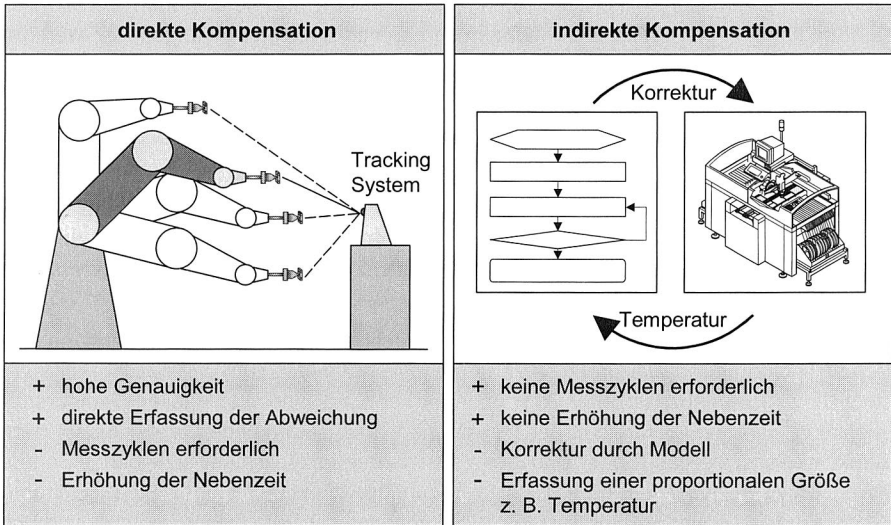 direkte Kompensation
Tracking
System
+ hohe Genauigkeit
+ direkte Erfassung der Abweichung
- Messzyklen erforderlich
- Erhöhung der Nebenzeit
indirekte Kompensation
Korrektur
Temperatur
+ keine Messzyklen erforderlich
+ keine Erhöhung der Nebenzeit
- Korrektur durch Modell
- Erfassung einer proportionalen Größe
z. B. Temperatur